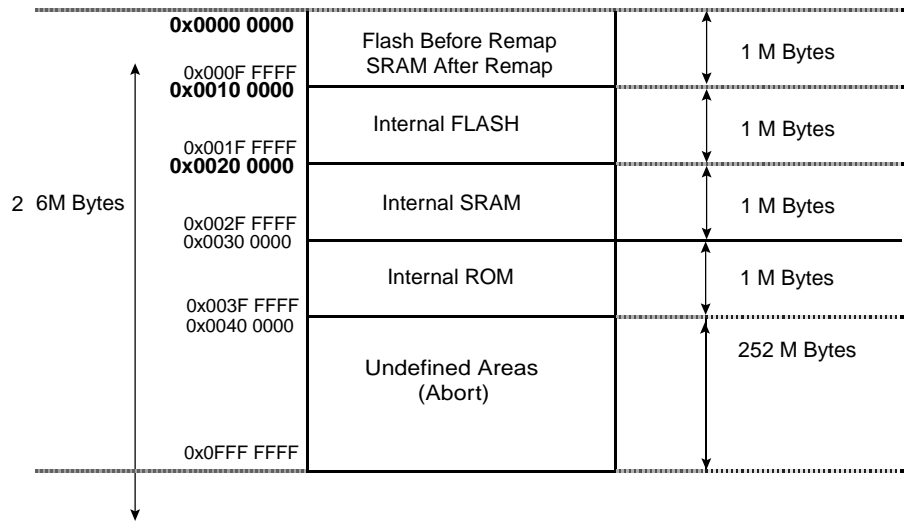 0x0000 0000
Flash Before Remap
SRAM After Remap
1 M Bytes
0x000F FFFF
0x0010 0000
Internal FLASH
1 M Bytes
0x001F FFFF
0x0020 0000
2 6M Bytes
Internal SRAM
1 M Bytes
0x002F FFFF
0x0030 0000
Internal ROM
1 M Bytes
0x003F FFFF
0x0040 0000
Undefined Areas
(Abort)
252 M Bytes
0x0FFF FFFF